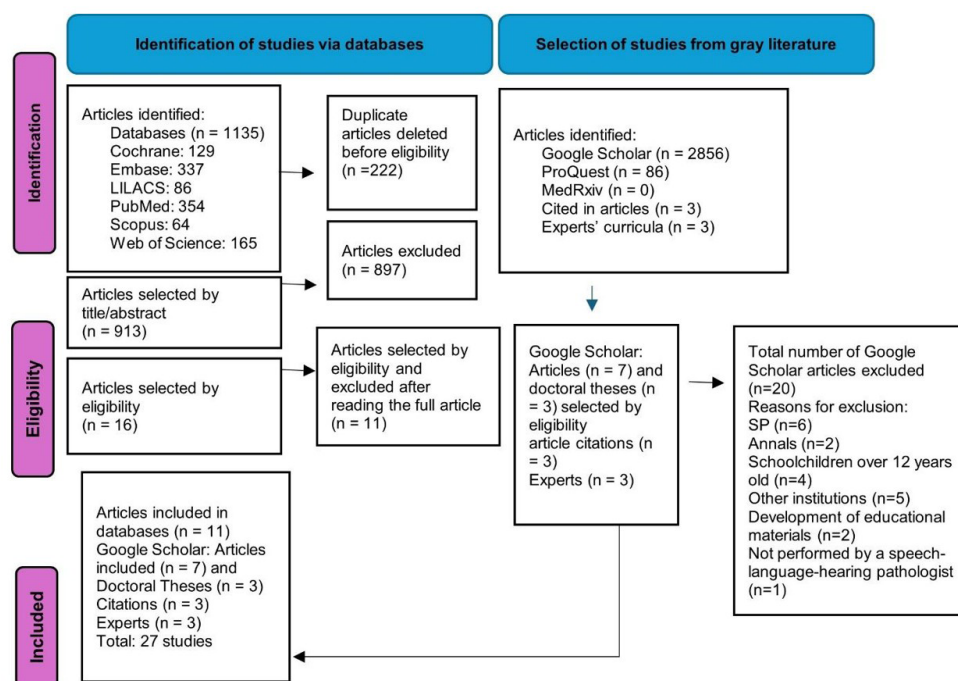 Identification of studies via databases
Selection of studies from gray literature
Identification
Articles identified:
Databases (n = 1135)
Cochrane: 129
Embase: 337
LILACS: 86
PubMed: 354
Scopus: 64
Web of Science: 165
Duplicate
articles deleted
before eligibility
(n =222)
Articles identified:
Google Scholar (n = 2856)
ProQuest (n = 86)
MedRxiv (n = 0)
Cited in articles (n = 3)
Experts' curricula (n = 3)
Articles excluded
(n = 897)
Articles selected by
title/abstract
(n = 913)
Eligibility
Articles selected by
eligibility
(n = 16)
Articles selected by
eligibility and
excluded after
reading the full article
(n = 11)
Google Scholar:
Articles (n = 7) and
doctoral theses (n
= 3) selected by
eligibility
article citations (n
= 3)
Experts (n = 3)
Total number of Google
Scholar articles excluded
(n=20)
Reasons for exclusion:
SP (n=6)
Annals (n=2)
Schoolchildren over 12 years
old (n=4)
Other institutions (n=5)
Development of educational
materials (n=2)
Not performed by a speech-
language-hearing pathologist
(n=1)
Included
Articles included in
databases (n = 11)
Google Scholar: Articles
included (n = 7) and
Doctoral Theses (n = 3)
Citations (n = 3)
Experts (n = 3)
Total: 27 studies